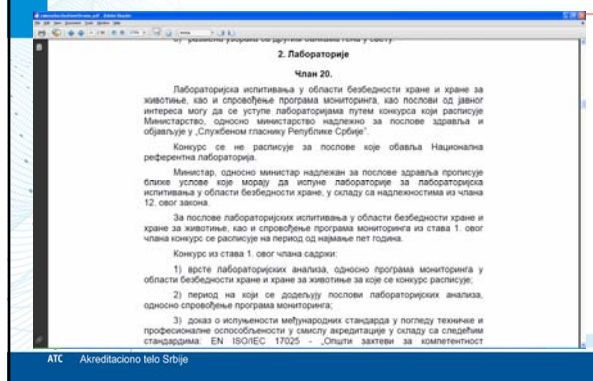 2. Лабораторије
Члан 20.
Лабораторијска испитивања у области безбедности хране и хране за
животиње, као и спровођење програма мониторинга, као послови од јавног
интереса могу да се уступе лабораторијама путем конкурса који расписује
Министарство, односно министарство надлежно за послове здравља и
објављује у „Службеном гласнику Републике Србије".
Конкурс се не расписује за послове које обавља Национална
референтна лабораторија.
Министар, односно министар надлежан за послове здравља прописује
ближе услове које морају да испуне лабораторије за лабораторијска
испитивања у области безбедности хране, у складу са надлежностима из члана
12. овог закона.
За послове лабораторијских испитивања у области безбедности хране и
хране за животиње, као и спровођење програма мониторинга из става 1. овог
члана конкурс се расписује на период од најмање пет година.
Конкурс из става 1. овог члана садржи:
1) врсте лабораторијских анализа, односно програма мониторинга у
области безбедности хране и хране за животиње за које се конкурс расписује;
2) период на који се додељују послови лабораторијских анализа,
односно спровођење програма мониторинга;
3) доказ о испуњености међународних стандарда у погледу техничке и
професионалне оспособљености у смислу акредитације у складу са следећим
стандардима: EN ISO/IEC 17025 - „Општи захтеви за компетентност
ATC Akreditaciono telo Srbije